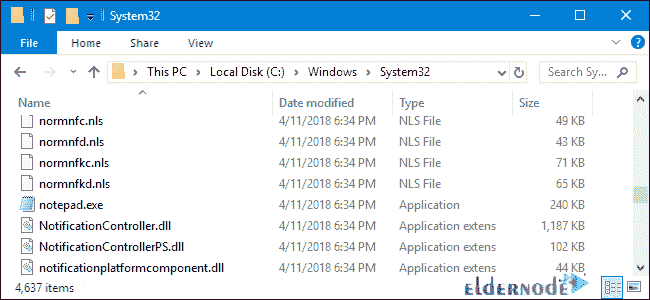 System32
File Home Share View
This PC Local Disk (C:) Windows System32 Search Sy...
Name Date modified Type Size
normnfc.nls 4/11/2018 6:34 PM NLS File 49 KB
normnfd.nls 4/11/2018 6:34 PM NLS File 43 KB
normnfkc.nls 4/11/2018 6:34 PM NLS File 71 KB
normnfkd.nls 4/11/2018 6:34 PM NLS File 65 KB
notepad.exe 4/11/2018 6:34 PM Application 240 KB
NotificationController.dll 4/11/2018 6:34 PM Application extens 1,187 KB
NotificationControllerPS.dll 4/11/2018 6:34 PM Application extens 102 KB
notificationplatformcomponent.dll 4/11/2018 6:34 PM Application extens 44 KB
4,637 items
eldernode